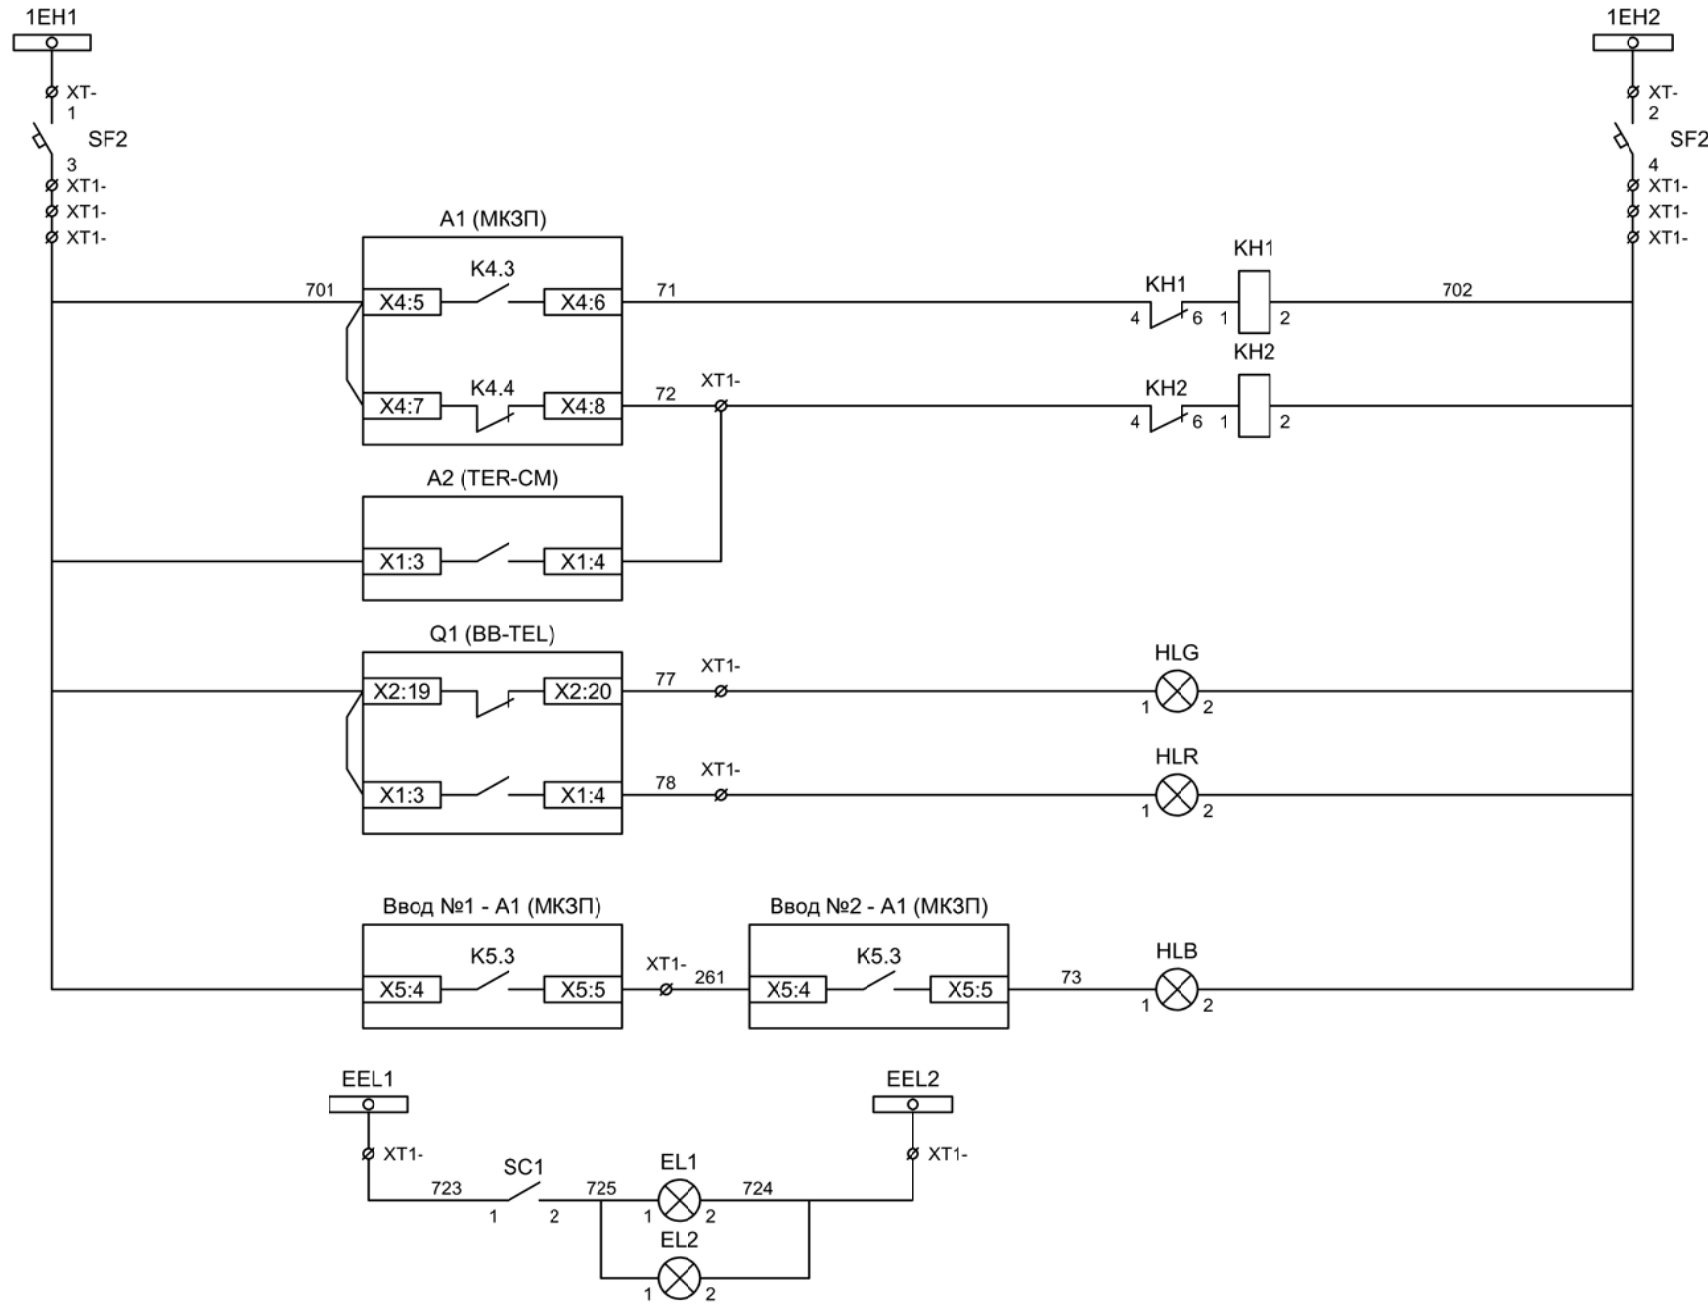 1EH1 1EH2
XT- XT-
1 2
SF2 SF2
3 4
XT1- XT1-
XT1- XT1-
XT1- XT1-
A1 (МКЗП)
701 X4:5 K4.3 X4:6 71 KH1 4 6 KH1 1 2 702
X4:7 K4.4 X4:8 72 XT1- KH2 4 6 KH2 1 2
A2 (TER-CM)
X1:3 X1:4
Q1 (BB-TEL)
X2:19 X2:20 77 XT1- HLG 1 2
X1:3 X1:4 78 XT1- HLR 1 2
Ввод №1 - A1 (МКЗП) Ввод №2 - A1 (МКЗП)
X5:4 K5.3 X5:5 XT1- 261 X5:4 K5.3 X5:5 73 HLB 1 2
EEL1 EEL2
XT1- XT1-
723 SC1 1 2 725 EL1 1 2 724
EL2 1 2